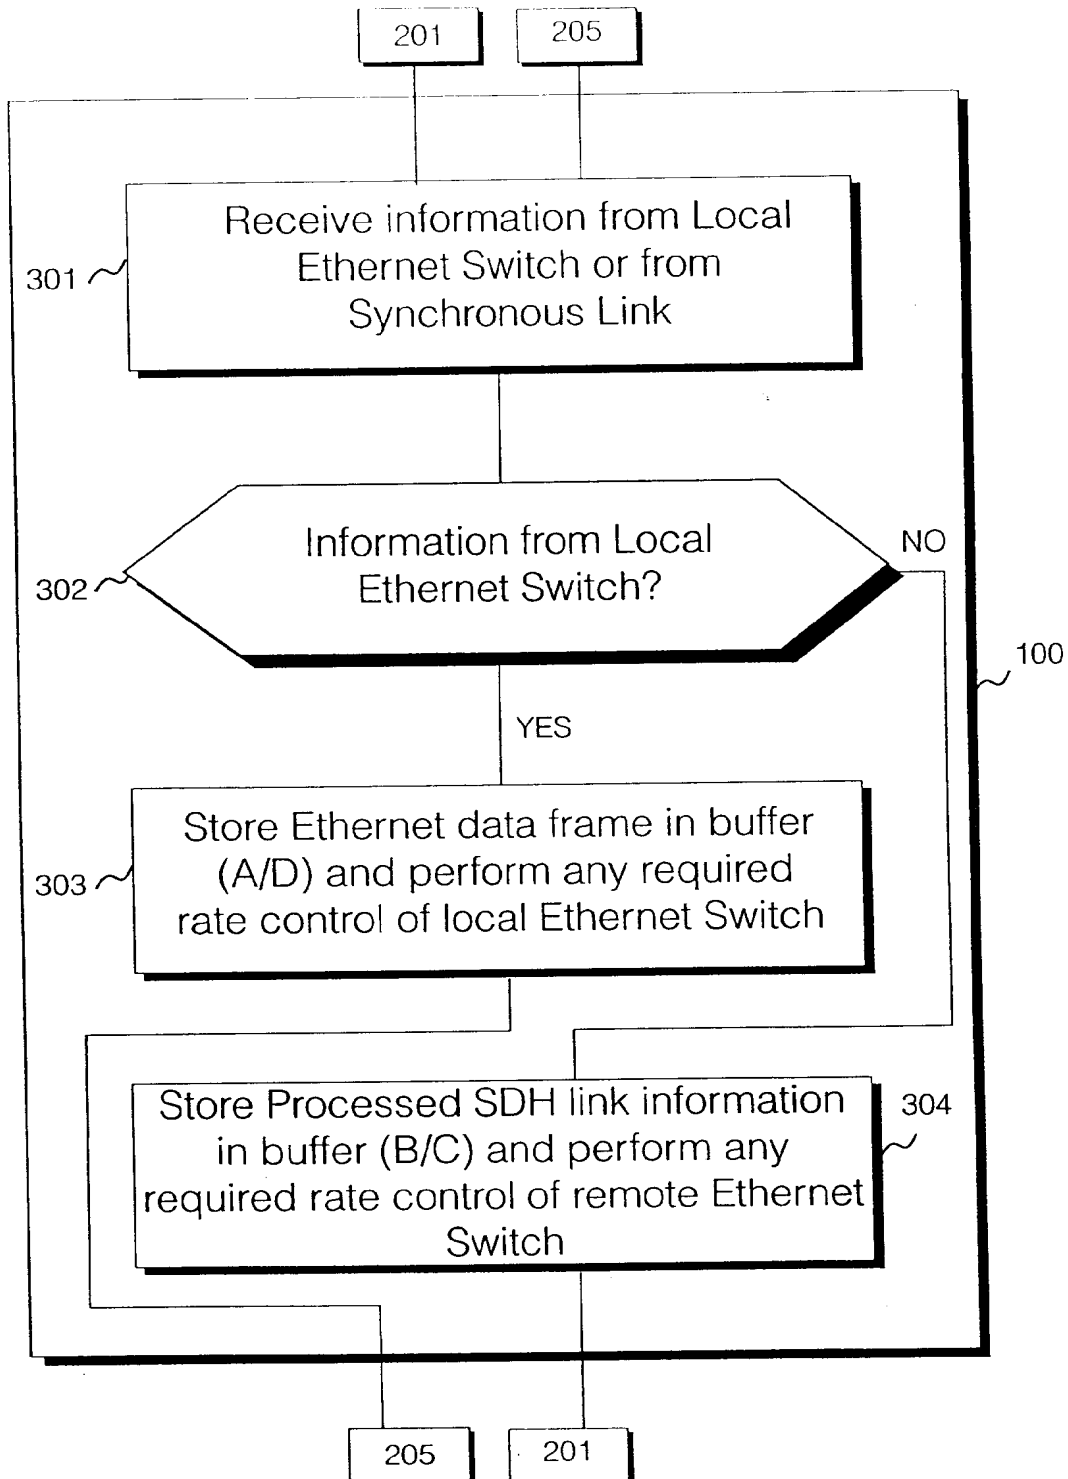 201
205
Receive information from Local
Ethernet Switch or from
Synchronous Link
301
Information from Local
Ethernet Switch?
NO
302
100
YES
Store Ethernet data frame in buffer
(A/D) and perform any required
rate control of local Ethernet Switch
303
Store Processed SDH link information
in buffer (B/C) and perform any
required rate control of remote Ethernet
Switch
304
205
201